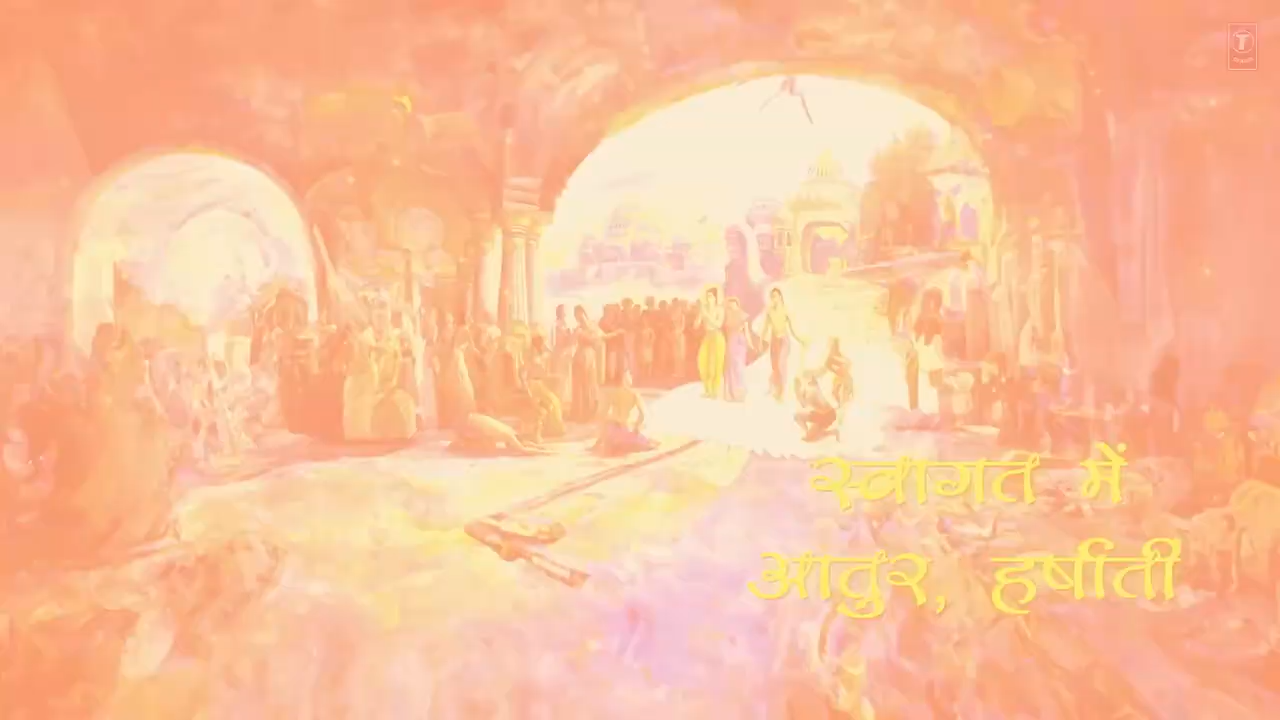 स्वागत में
आतुर, हर्षाती